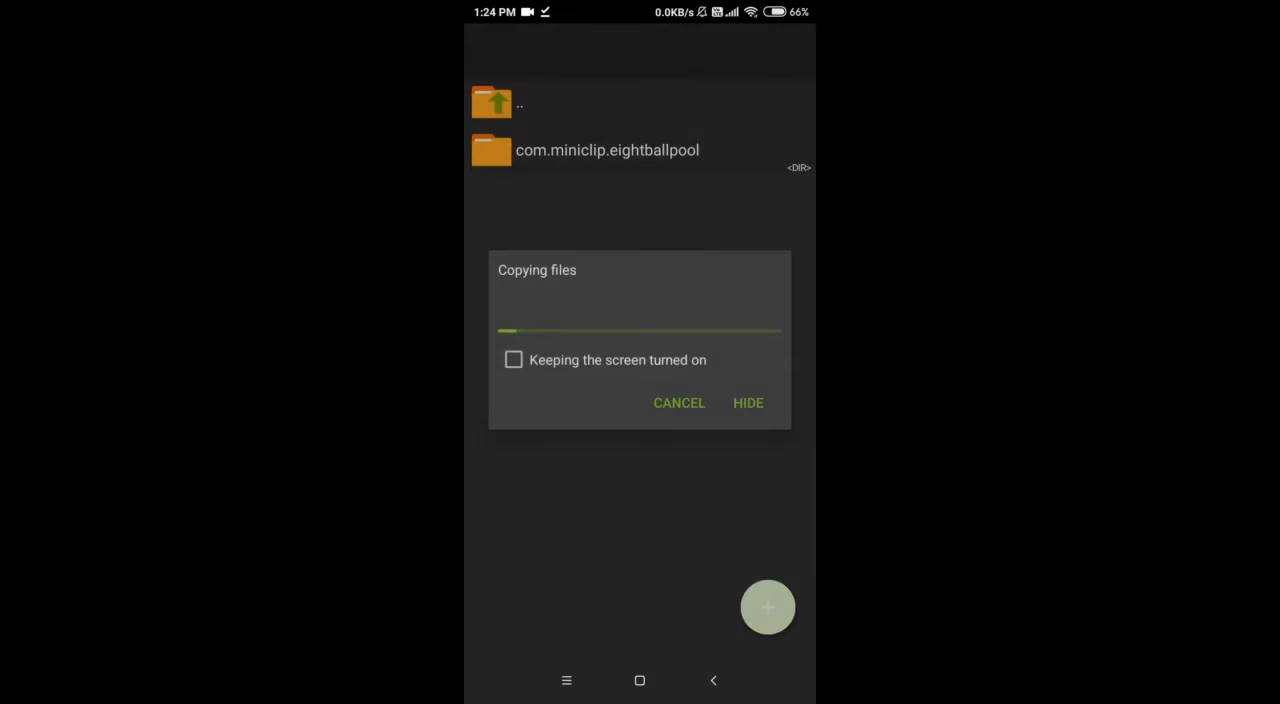 1:24 PM 0.0KB/s 66%
..
com.miniclip.eightballpool
<DIR>
Copying files
Keeping the screen turned on
CANCEL HIDE